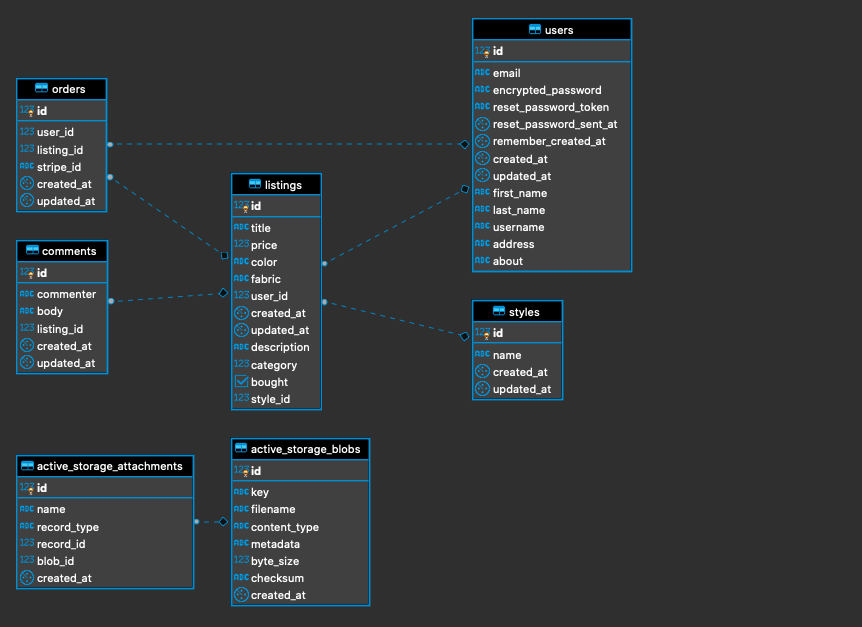 orders
123 id
123 user_id
123 listing_id
ABC stripe_id
created_at
updated_at
comments
123 id
ABC commenter
ABC body
123 listing_id
created_at
updated_at
listings
123 id
ABC title
123 price
ABC color
ABC fabric
123 user_id
created_at
updated_at
ABC description
123 category
bought
123 style_id
users
123 id
ABC email
ABC encrypted_password
ABC reset_password_token
reset_password_sent_at
remember_created_at
created_at
updated_at
ABC first_name
ABC last_name
ABC username
ABC address
ABC about
styles
123 id
ABC name
created_at
updated_at
active_storage_attachments
123 id
ABC name
ABC record_type
123 record_id
123 blob_id
created_at
active_storage_blobs
123 id
ABC key
ABC filename
ABC content_type
ABC metadata
123 byte_size
ABC checksum
created_at